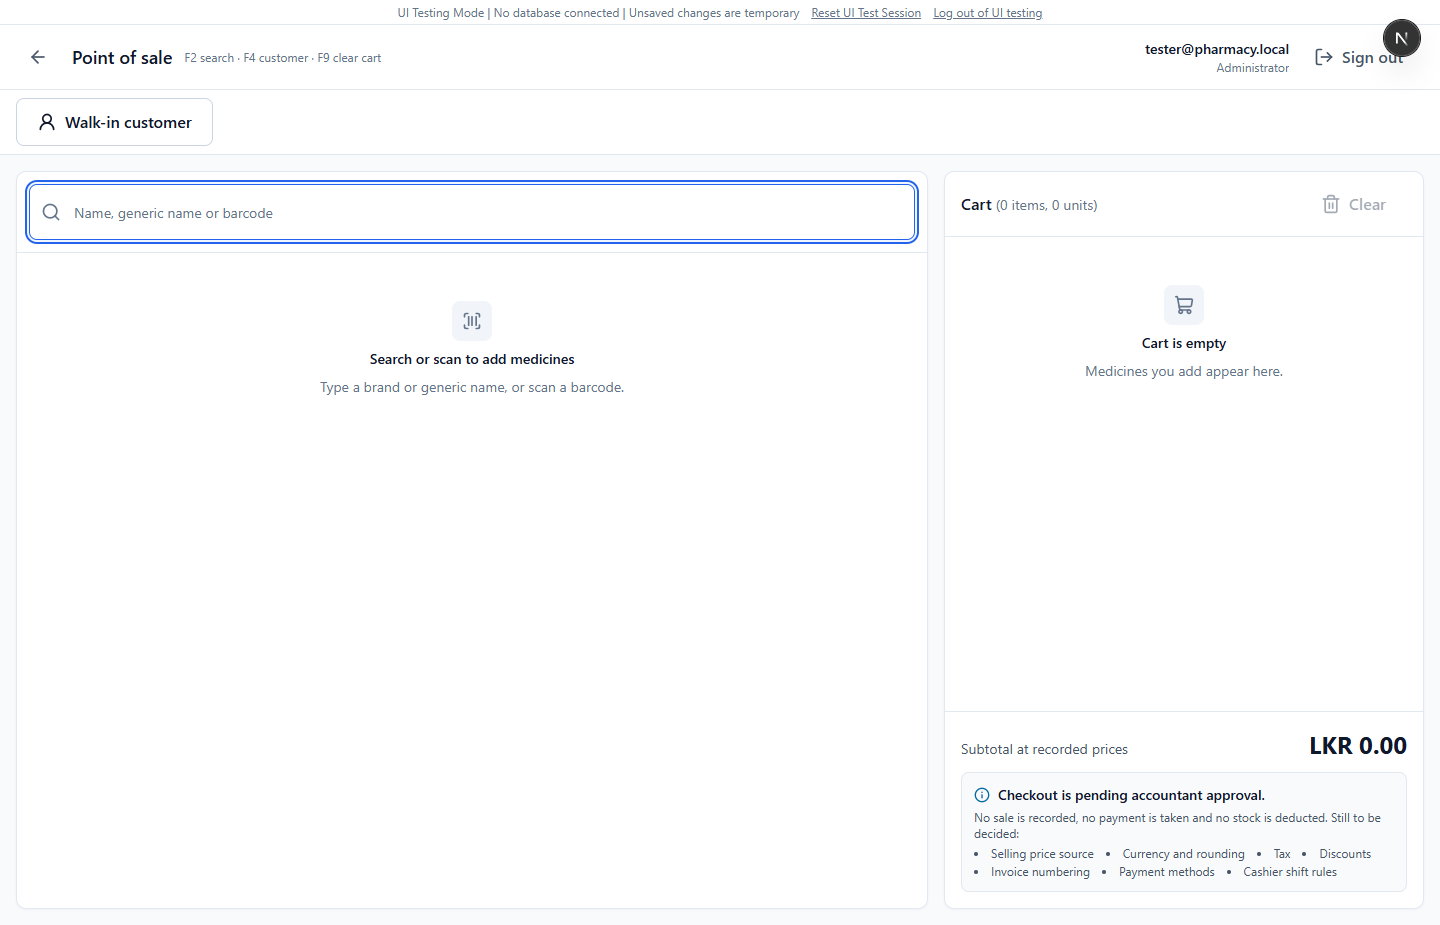 UI Testing Mode | No database connected | Unsaved changes are temporary Reset UI Test Session Log out of UI testing
Point of sale F2 search · F4 customer · F9 clear cart
tester@pharmacy.local
Administrator
Sign out
N
Walk-in customer
Name, generic name or barcode
Search or scan to add medicines
Type a brand or generic name, or scan a barcode.
Cart (0 items, 0 units)
Clear
Cart is empty
Medicines you add appear here.
Subtotal at recorded prices LKR 0.00
Checkout is pending accountant approval.
No sale is recorded, no payment is taken and no stock is deducted. Still to be
decided:
• Selling price source • Currency and rounding • Tax • Discounts
• Invoice numbering • Payment methods • Cashier shift rules